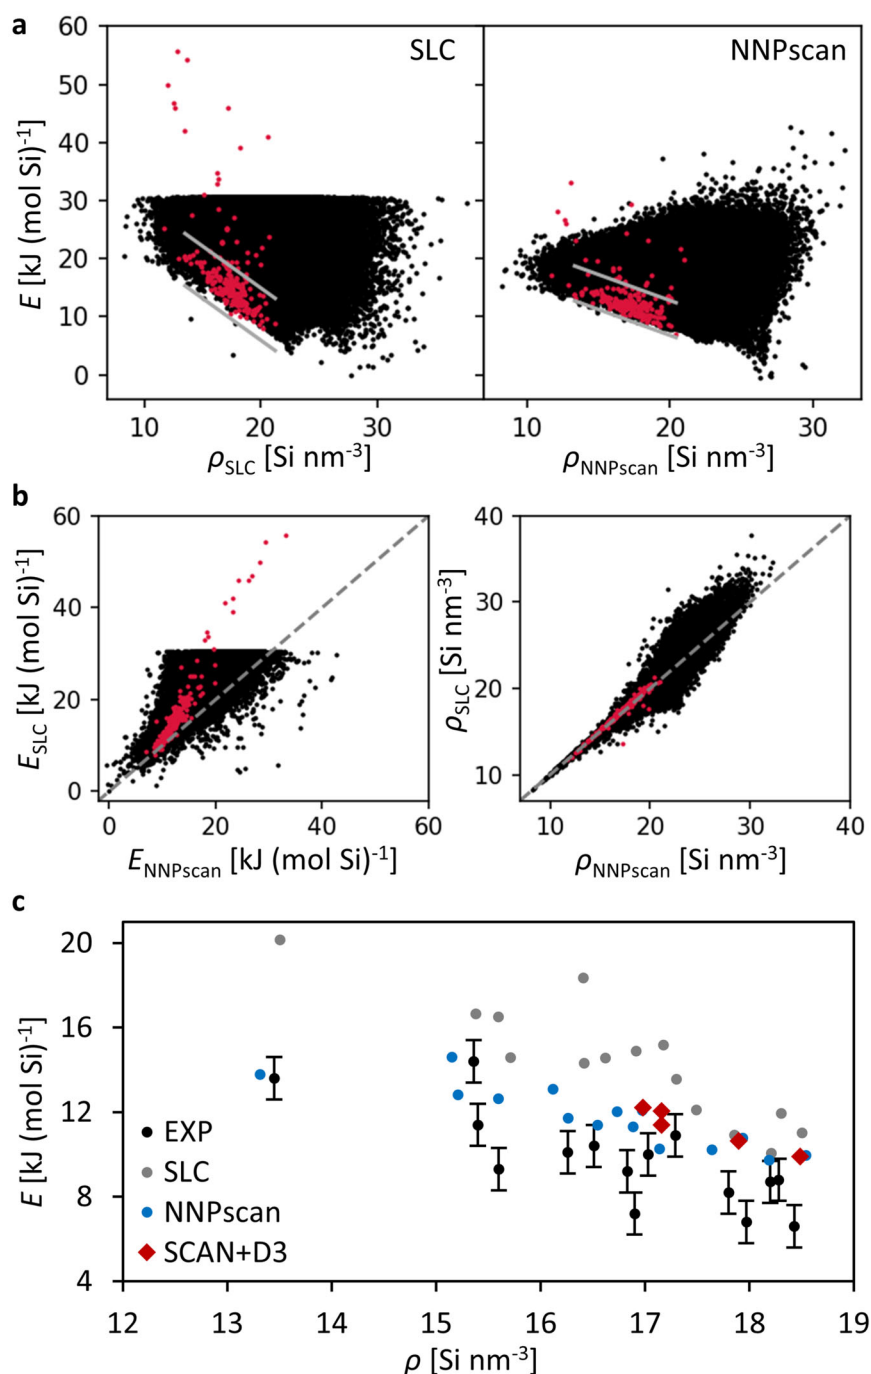 a
SLC
NNPscan
60
50
40
30
20
10
0
E [kJ (mol Si)-1]
10 20 30
10 20 30
ρSLC [Si nm-3]
ρNNPscan [Si nm-3]
b
60
40
20
0
ESLC [kJ (mol Si)-1]
0 20 40 60
ENNPscan [kJ (mol Si)-1]
40
30
20
10
ρSLC [Si nm-3]
10 20 30 40
ρNNPscan [Si nm-3]
c
20
16
12
8
4
E [kJ (mol Si)-1]
EXP
SLC
NNPscan
SCAN+D3
12 13 14 15 16 17 18 19
ρ [Si nm-3]